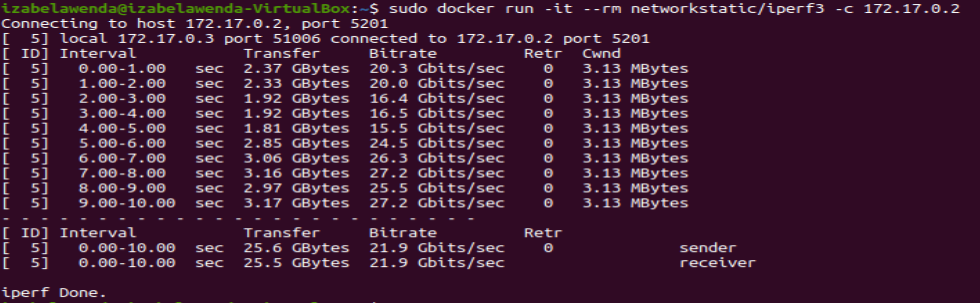 izabelawenda@izabelawenda-VirtualBox:~$ sudo docker run -it --rm networkstatic/iperf3 -c 172.17.0.2
Connecting to host 172.17.0.2, port 5201
[  5] local 172.17.0.3 port 51006 connected to 172.17.0.2 port 5201
[ ID] Interval           Transfer     Bitrate         Retr  Cwnd
[  5]   0.00-1.00   sec  2.37 GBytes  20.3 Gbits/sec    0   3.13 MBytes
[  5]   1.00-2.00   sec  2.33 GBytes  20.0 Gbits/sec    0   3.13 MBytes
[  5]   2.00-3.00   sec  1.92 GBytes  16.4 Gbits/sec    0   3.13 MBytes
[  5]   3.00-4.00   sec  1.92 GBytes  16.5 Gbits/sec    0   3.13 MBytes
[  5]   4.00-5.00   sec  1.81 GBytes  15.5 Gbits/sec    0   3.13 MBytes
[  5]   5.00-6.00   sec  2.85 GBytes  24.5 Gbits/sec    0   3.13 MBytes
[  5]   6.00-7.00   sec  3.06 GBytes  26.3 Gbits/sec    0   3.13 MBytes
[  5]   7.00-8.00   sec  3.16 GBytes  27.2 Gbits/sec    0   3.13 MBytes
[  5]   8.00-9.00   sec  2.97 GBytes  25.5 Gbits/sec    0   3.13 MBytes
[  5]   9.00-10.00  sec  3.17 GBytes  27.2 Gbits/sec    0   3.13 MBytes
- - - - - - - - - - - - - - - - - - - - - - - - -
[ ID] Interval           Transfer     Bitrate         Retr
[  5]   0.00-10.00  sec  25.6 GBytes  21.9 Gbits/sec    0             sender
[  5]   0.00-10.00  sec  25.5 GBytes  21.9 Gbits/sec                  receiver
iperf Done.